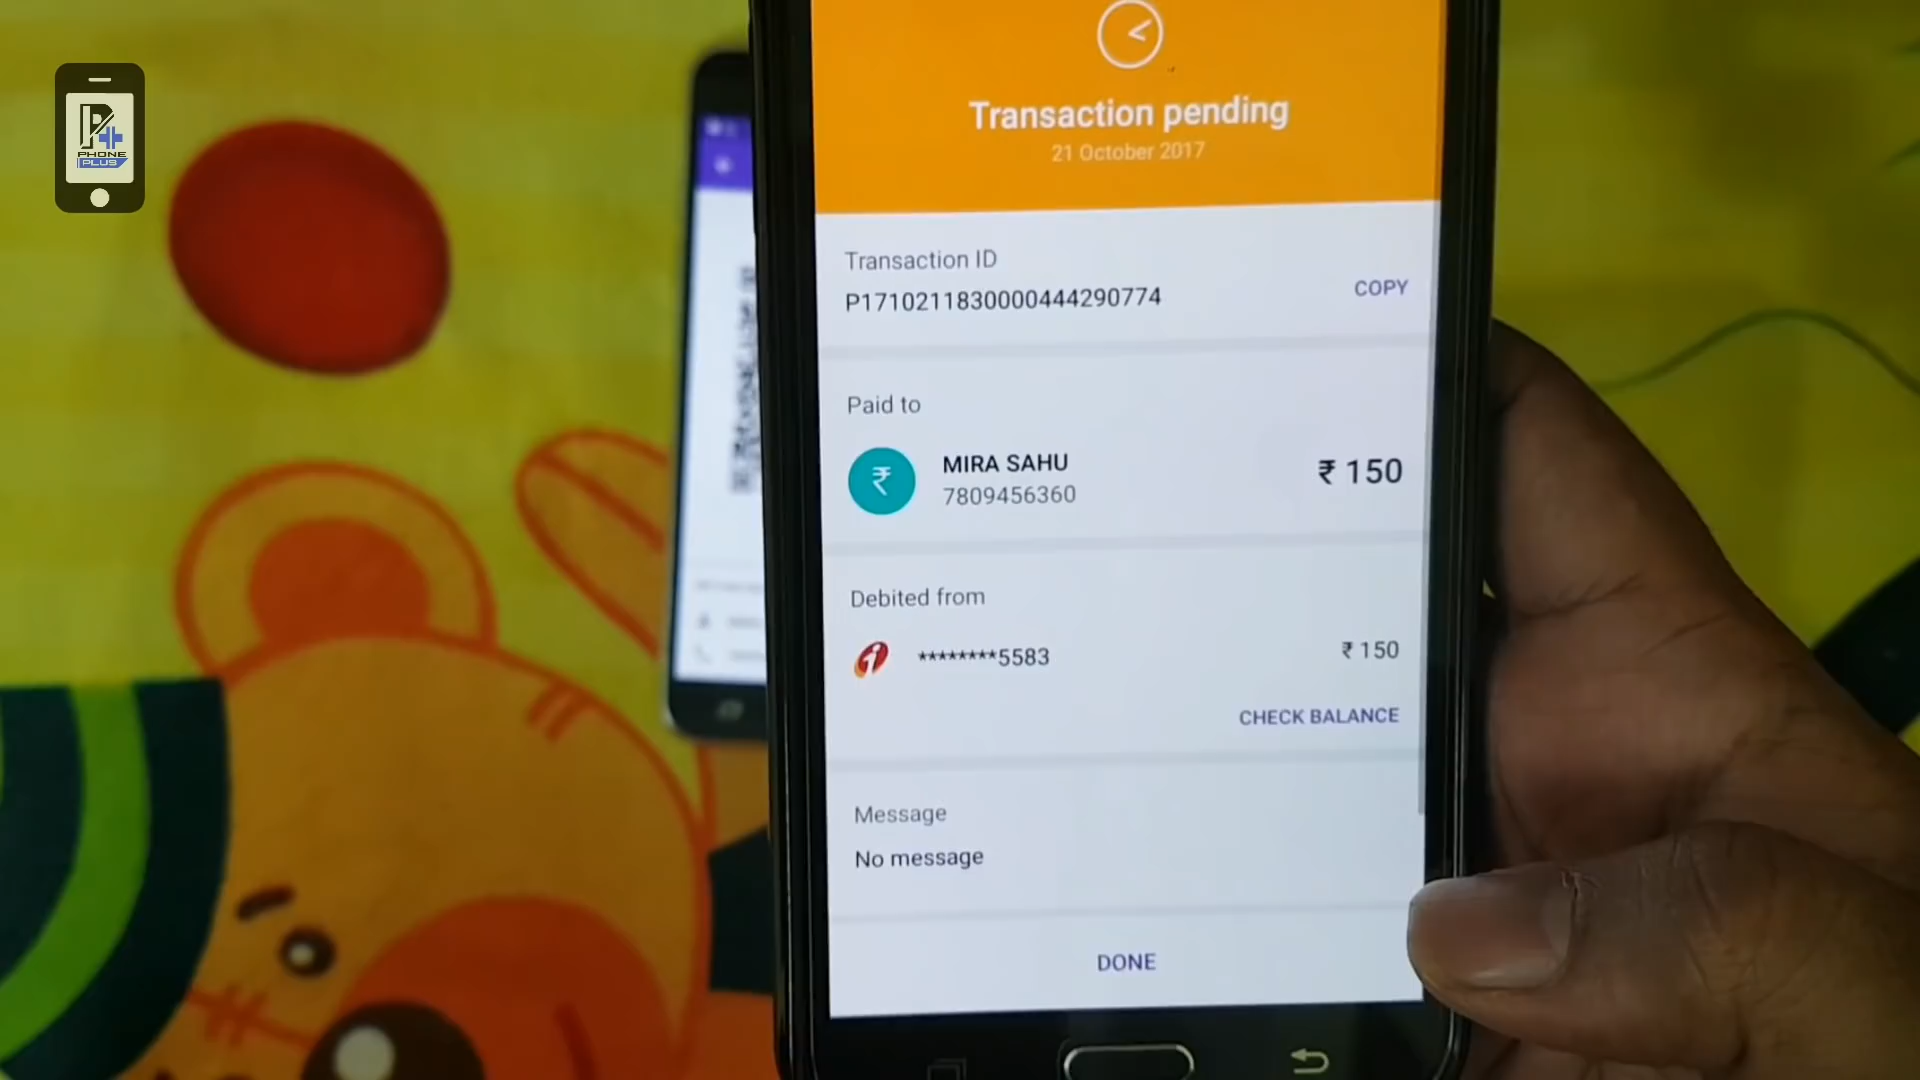 PHONE
PLUS
Transaction pending
21 October 2017
Transaction ID
P1710211830000444290774
COPY
Paid to
MIRA SAHU
7809456360
₹ 150
Debited from
********5583
₹ 150
CHECK BALANCE
Message
No message
DONE